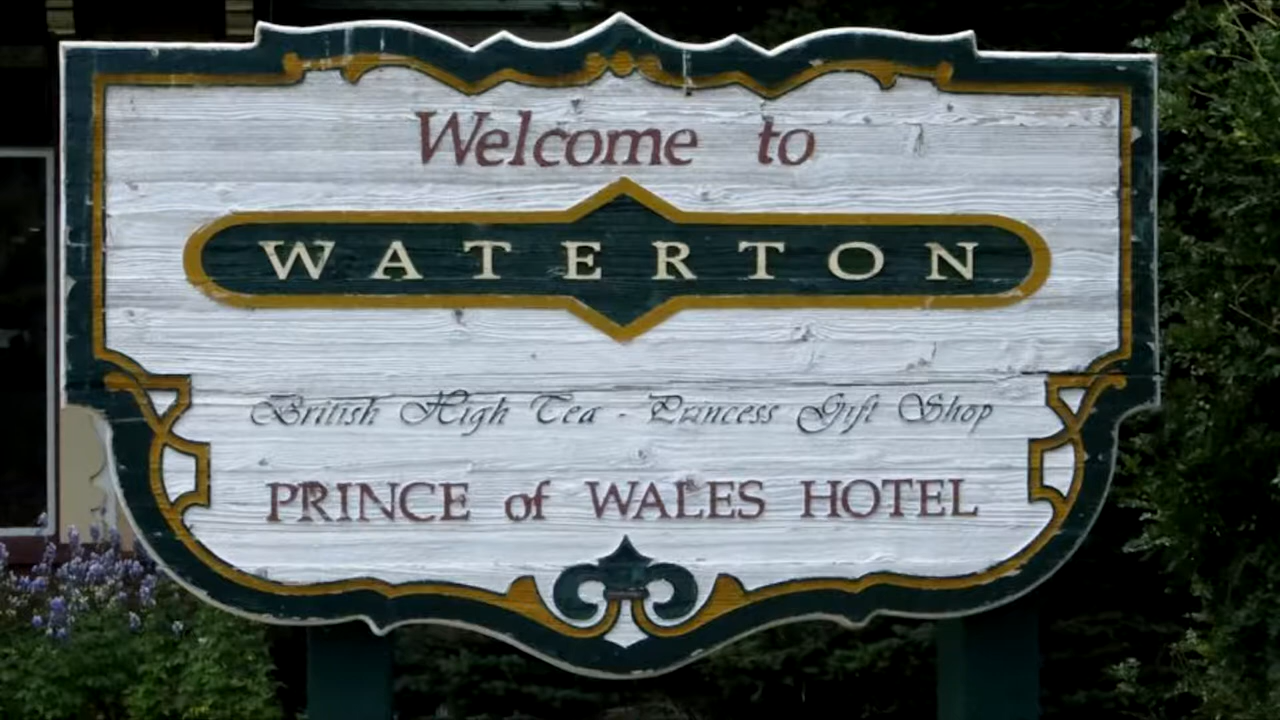 Welcome to
WATERTON
British High Tea - Princess Gift Shop
PRINCE of WALES HOTEL